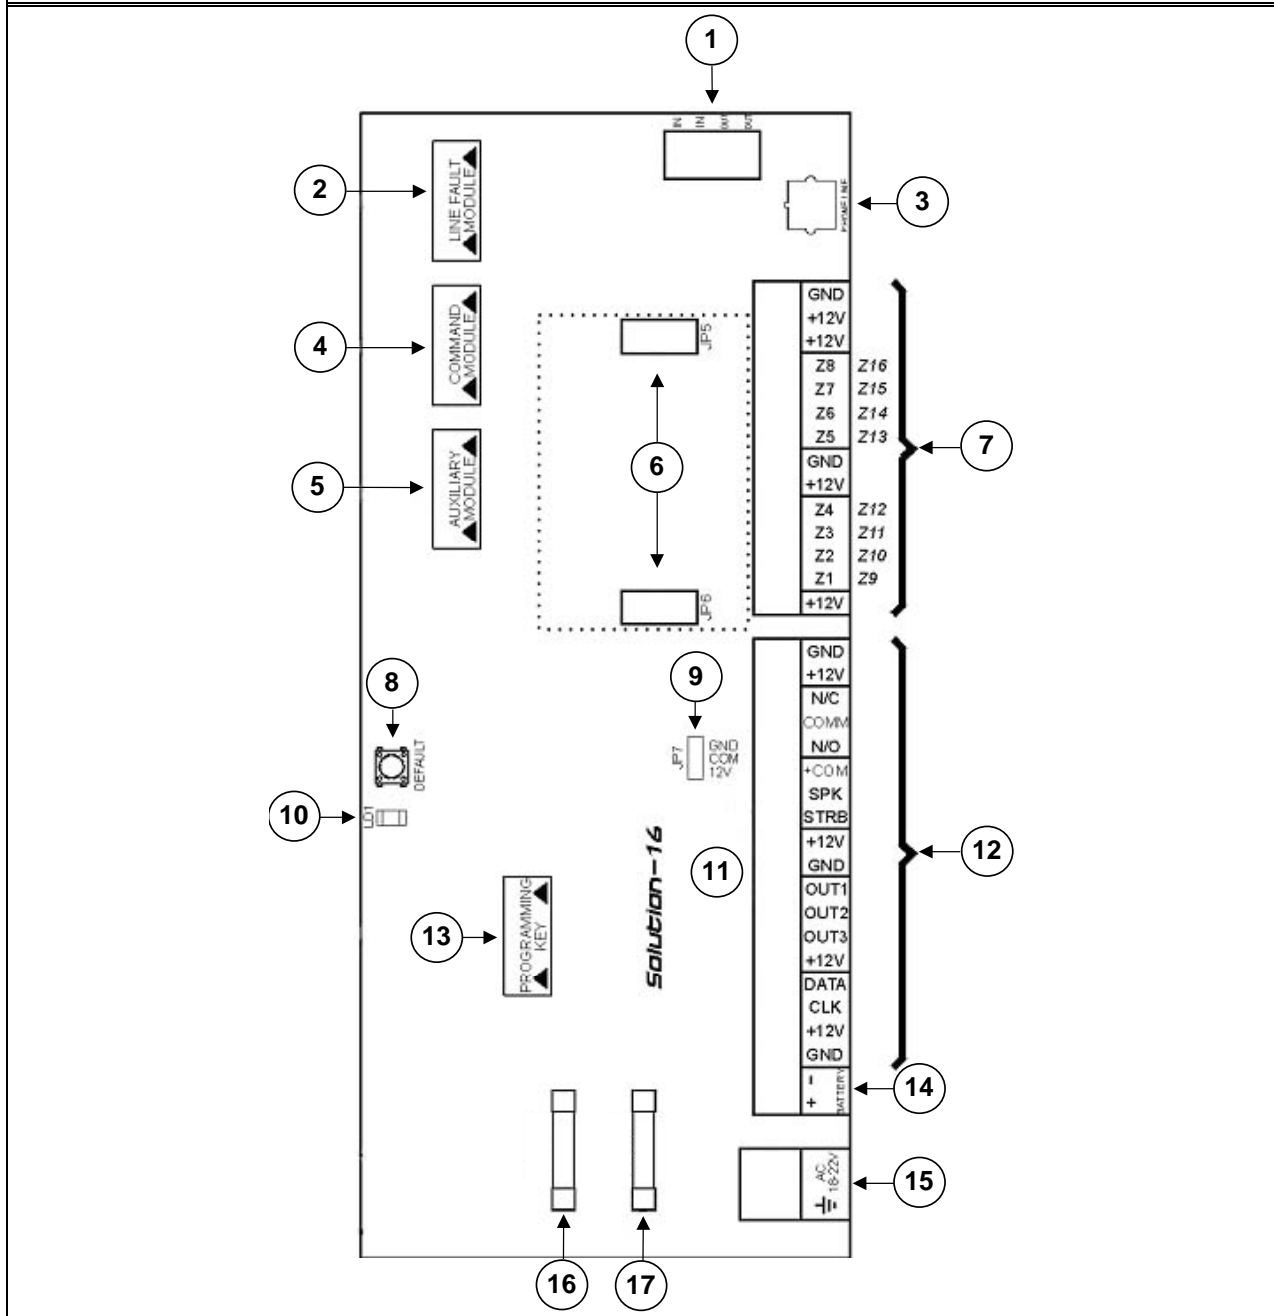 1
IN IN OUT OUT
2
LINE FAULT
MODULE
PHONE LINE
3
4
COMMAND
MODULE
5
AUXILIARY
MODULE
JP5
6
JP6
GND
+12V
+12V
Z8 Z16
Z7 Z15
Z6 Z14
Z5 Z13
GND
+12V
Z4 Z12
Z3 Z11
Z2 Z10
Z1 Z9
+12V
7
8
DEFAULT
9
JP7
GND
COM
12V
10
LD1
11
Solution-16
GND
+12V
N/C
COMM
N/O
+COM
SPK
STRB
+12V
GND
OUT1
OUT2
OUT3
+12V
DATA
CLK
+12V
GND
12
13
PROGRAMMING
KEY
-
+
BATTERY
14
AC
18-22V
15
16
17